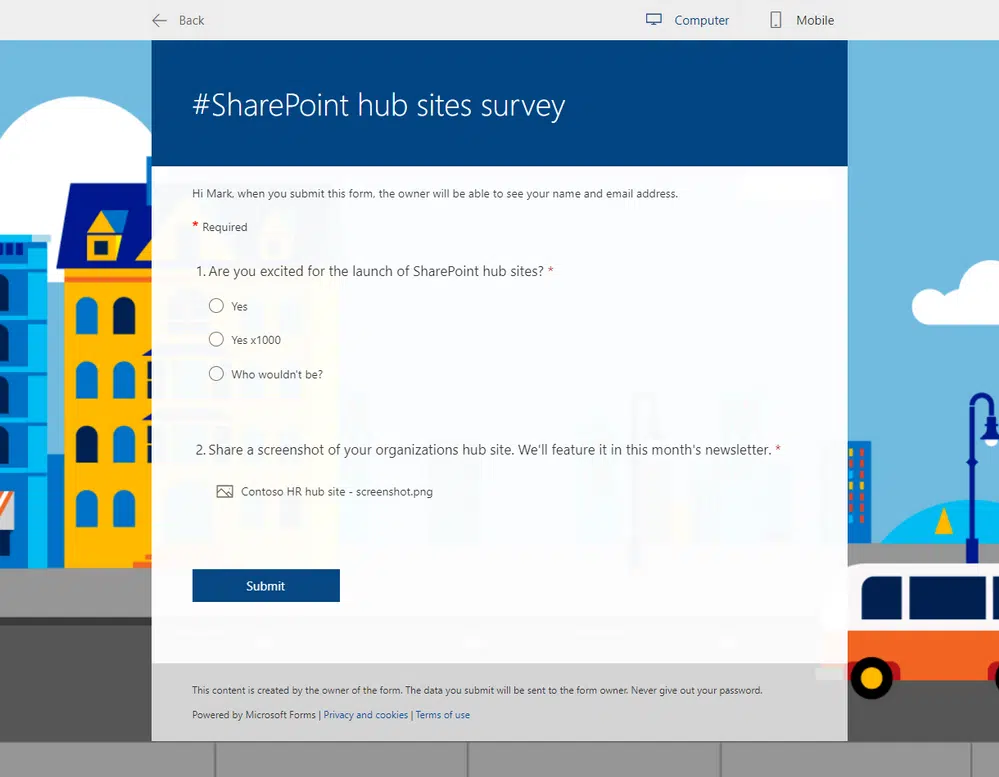 Back
Computer
Mobile
#SharePoint hub sites survey
Hi Mark, when you submit this form, the owner will be able to see your name and email address.
* Required
1. Are you excited for the launch of SharePoint hub sites? *
Yes
Yes x1000
Who wouldn't be?
2. Share a screenshot of your organizations hub site. We'll feature it in this month's newsletter. *
Contoso HR hub site - screenshot.png
Submit
This content is created by the owner of the form. The data you submit will be sent to the form owner. Never give out your password.
Powered by Microsoft Forms | Privacy and cookies | Terms of use